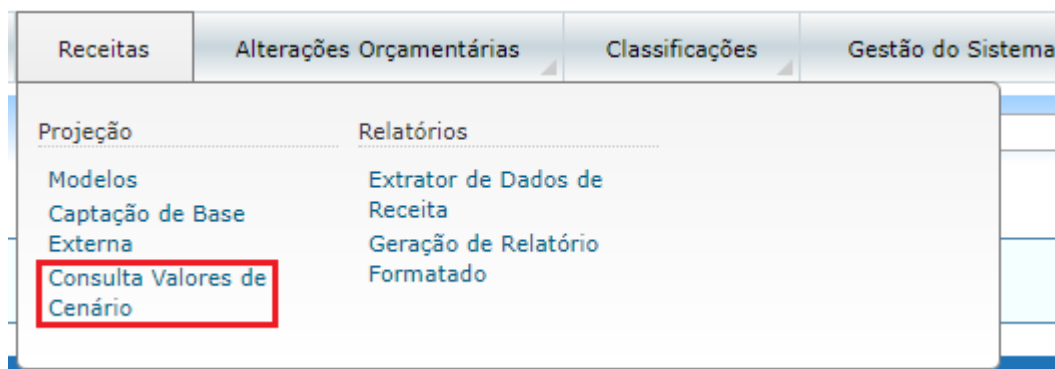 Receitas
Alterações Orçamentárias
Classificações
Gestão do Sistema
Projeção
Modelos
Captação de Base
Externa
Consulta Valores de
Cenário
Relatórios
Extrator de Dados de
Receita
Geração de Relatório
Formatado